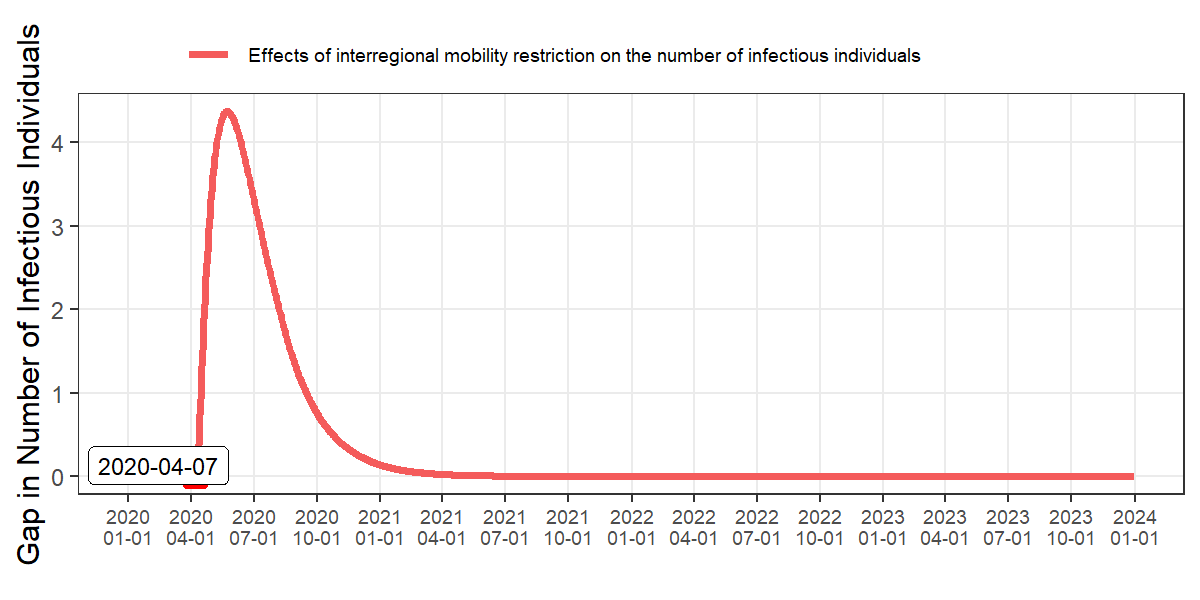 Effects of interregional mobility restriction on the number of infectious individuals
Gap in Number of Infectious Individuals
4
3
2
1
0
2020-04-07
2020 2020 2020 2020 2021 2021 2021 2021 2022 2022 2022 2022 2023 2023 2023 2023 2024
01-01 04-01 07-01 10-01 01-01 04-01 07-01 10-01 01-01 04-01 07-01 10-01 01-01 04-01 07-01 10-01 01-01